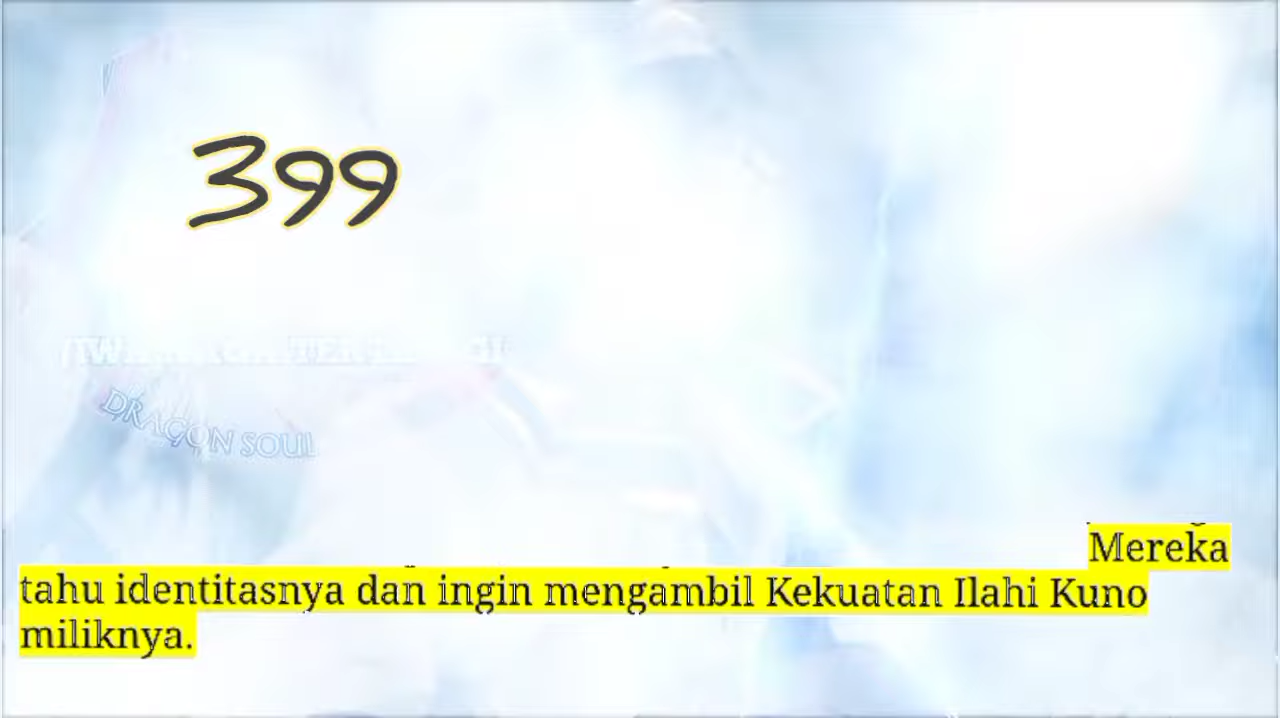 399
DRAGON SOUL
Mereka
tahu identitasnya dan ingin mengambil Kekuatan Ilahi Kuno
miliknya.